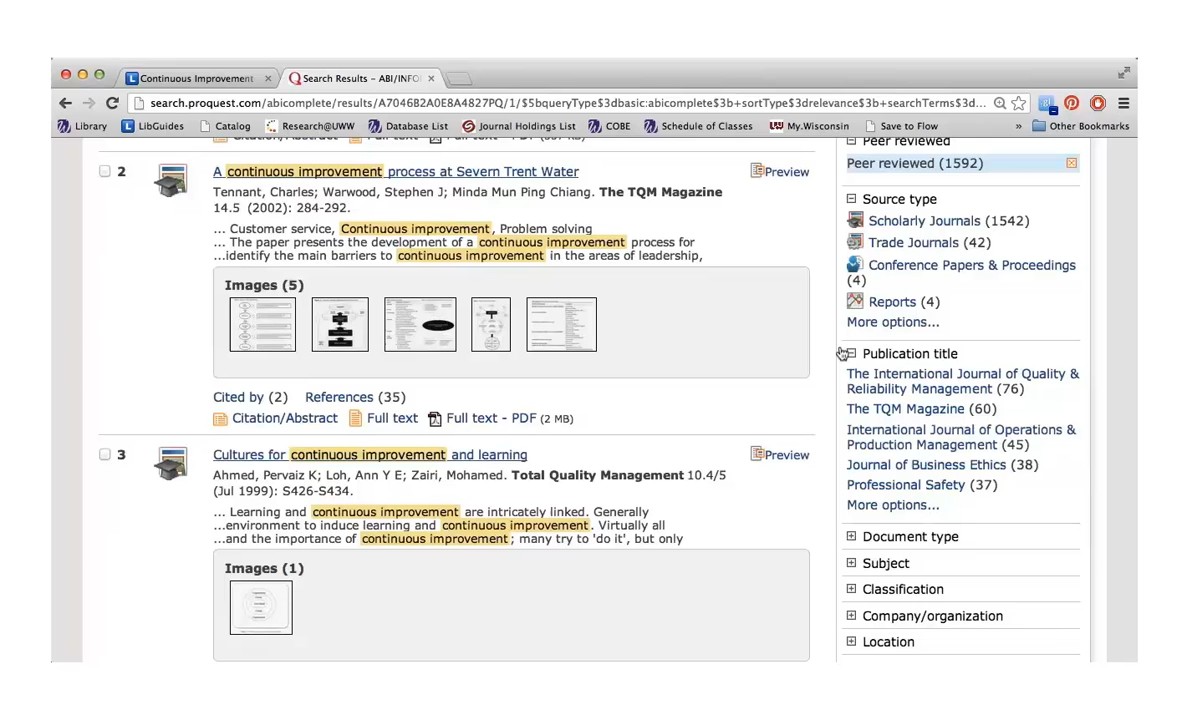 Continuous Improvement ×
Search Results – ABI/INFO ×
search.proquest.com/abicomplete/results/A7046B2A0E8A4827PQ/1/$5bqueryType$3dbasic:abicomplete$3b+sortType$3drelevance$3b+searchTerms$3d...
Library LibGuides Catalog Research@UWW Database List Journal Holdings List COBE Schedule of Classes My.Wisconsin Save to Flow » Other Bookmarks
2 A continuous improvement process at Severn Trent Water Preview
Tennant, Charles; Warwood, Stephen J; Minda Mun Ping Chiang. The TQM Magazine
14.5 (2002): 284-292.
... Customer service, Continuous improvement, Problem solving
... The paper presents the development of a continuous improvement process for
...identify the main barriers to continuous improvement in the areas of leadership,
Images (5)
Cited by (2) References (35)
Citation/Abstract Full text Full text - PDF (2 MB)
3 Cultures for continuous improvement and learning Preview
Ahmed, Pervaiz K; Loh, Ann Y E; Zairi, Mohamed. Total Quality Management 10.4/5
(Jul 1999): S426-S434.
... Learning and continuous improvement are intricately linked. Generally
...environment to induce learning and continuous improvement. Virtually all
...and the importance of continuous improvement; many try to 'do it', but only
Images (1)
Peer reviewed
Peer reviewed (1592)
Source type
Scholarly Journals (1542)
Trade Journals (42)
Conference Papers & Proceedings
(4)
Reports (4)
More options...
Publication title
The International Journal of Quality &
Reliability Management (76)
The TQM Magazine (60)
International Journal of Operations &
Production Management (45)
Journal of Business Ethics (38)
Professional Safety (37)
More options...
Document type
Subject
Classification
Company/organization
Location